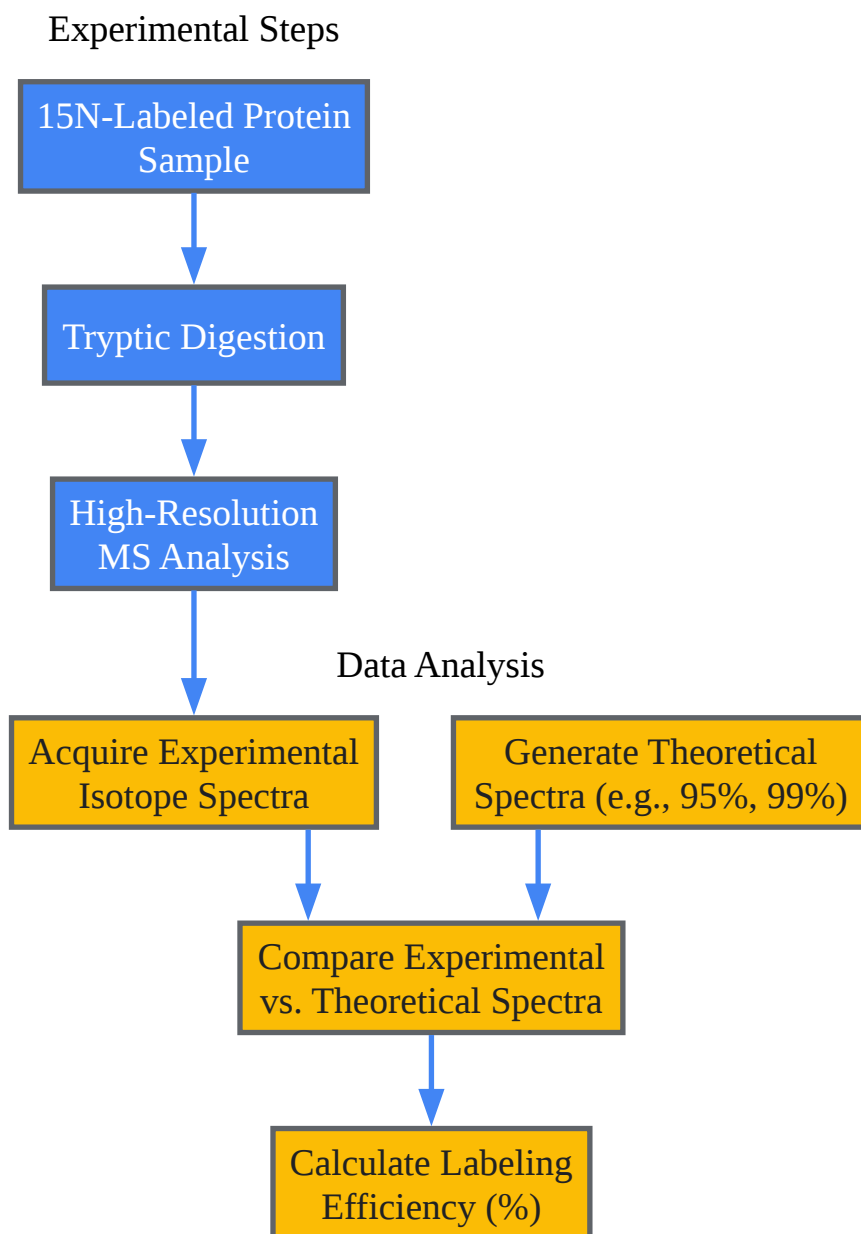 Experimental Steps
15N-Labeled Protein
Sample
Tryptic Digestion
High-Resolution
MS Analysis
Data Analysis
Acquire Experimental
Isotope Spectra
Generate Theoretical
Spectra (e.g., 95%, 99%)
Compare Experimental
vs. Theoretical Spectra
Calculate Labeling
Efficiency (%)